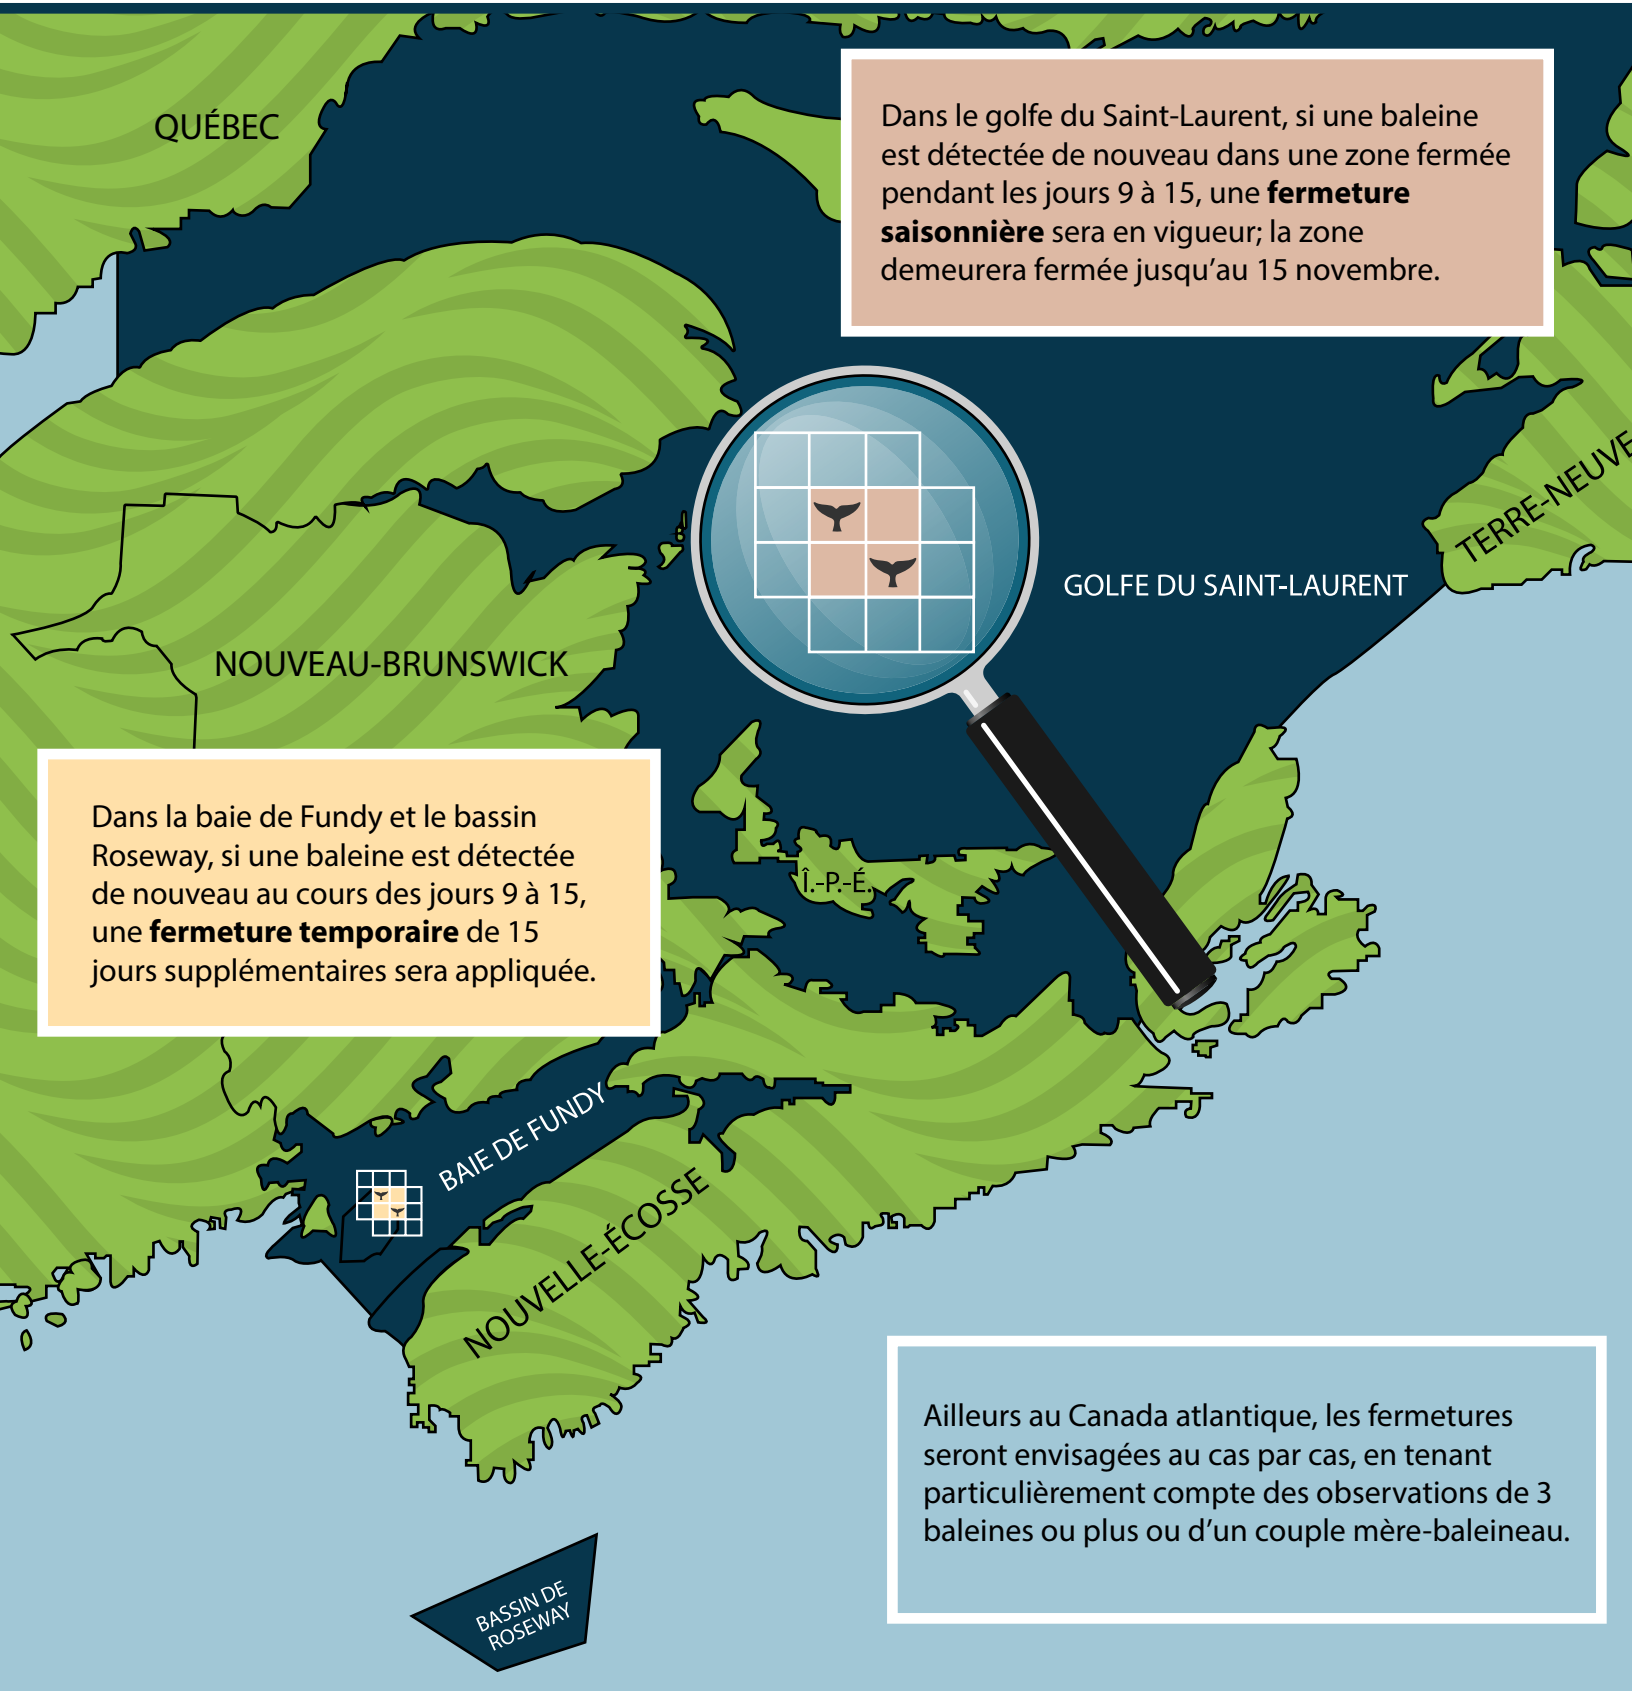 QUÉBEC
Dans le golfe du Saint-Laurent, si une baleine
est détectée de nouveau dans une zone fermée
pendant les jours 9 à 15, une fermeture
saisonnière sera en vigueur; la zone
demeurera fermée jusqu'au 15 novembre.
TERRE-NEUVE
GOLFE DU SAINT-LAURENT
NOUVEAU-BRUNSWICK
Dans la baie de Fundy et le bassin
Roseway, si une baleine est détectée
de nouveau au cours des jours 9 à 15,
une fermeture temporaire de 15
jours supplémentaires sera appliquée.
Î.-P.-É.
BAIE DE FUNDY
NOUVELLE-ÉCOSSE
Ailleurs au Canada atlantique, les fermetures
seront envisagées au cas par cas, en tenant
particulièrement compte des observations de 3
baleines ou plus ou d'un couple mère-baleineau.
BASSIN DE
ROSEWAY